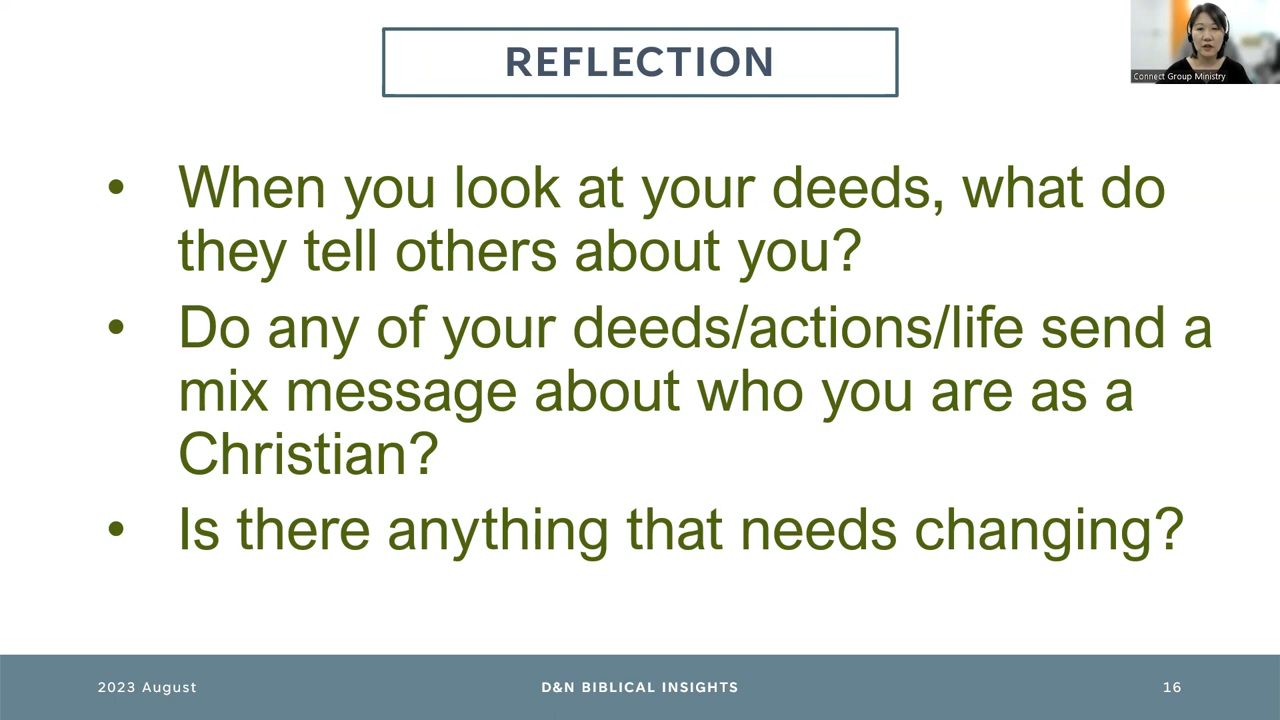 REFLECTION
Connect Group Ministry
• When you look at your deeds, what do
they tell others about you?
• Do any of your deeds/actions/life send a
mix message about who you are as a
Christian?
• Is there anything that needs changing?
2023 August
D&N BIBLICAL INSIGHTS
16